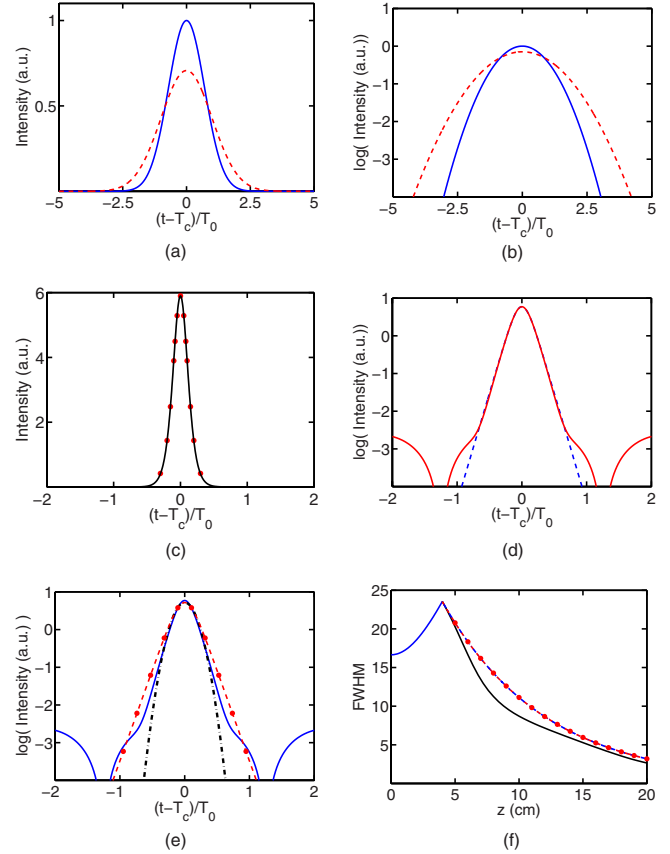 1
0.5
Intensity (a.u.)
−5 −2.5 0 2.5 5
(t−T_c)/T_0
(a)
1
0
−1
−2
−3
log( Intensity (a.u.))
−5 −2.5 0 2.5 5
(t−T_c)/T_0
(b)
6
4
2
Intensity (a.u.)
−2 −1 0 1 2
(t−T_c)/T_0
(c)
1
0
−1
−2
−3
log( Intensity (a.u.))
−2 −1 0 1 2
(t−T_c)/T_0
(d)
1
0
−1
−2
−3
log( Intensity (a.u.) )
−2 −1 0 1 2
(t−T_c)/T_0
(e)
25
20
15
10
5
FWHM
0 5 10 15 20
z (cm)
(f)